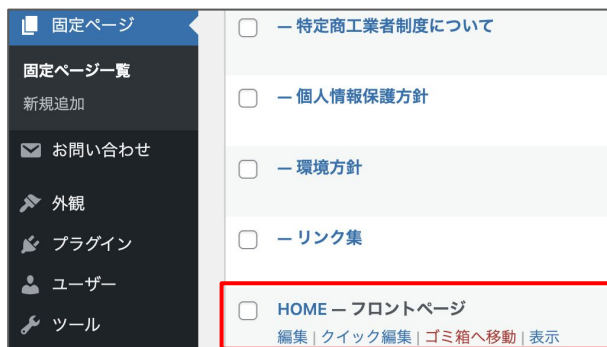 固定ページ
固定ページ一覧
新規追加
お問い合わせ
外観
プラグイン
ユーザー
ツール
— 特定商工業者制度について
— 個人情報保護方針
— 環境方針
— リンク集
HOME — フロントページ
編集 | クイック編集 | ゴミ箱へ移動 | 表示